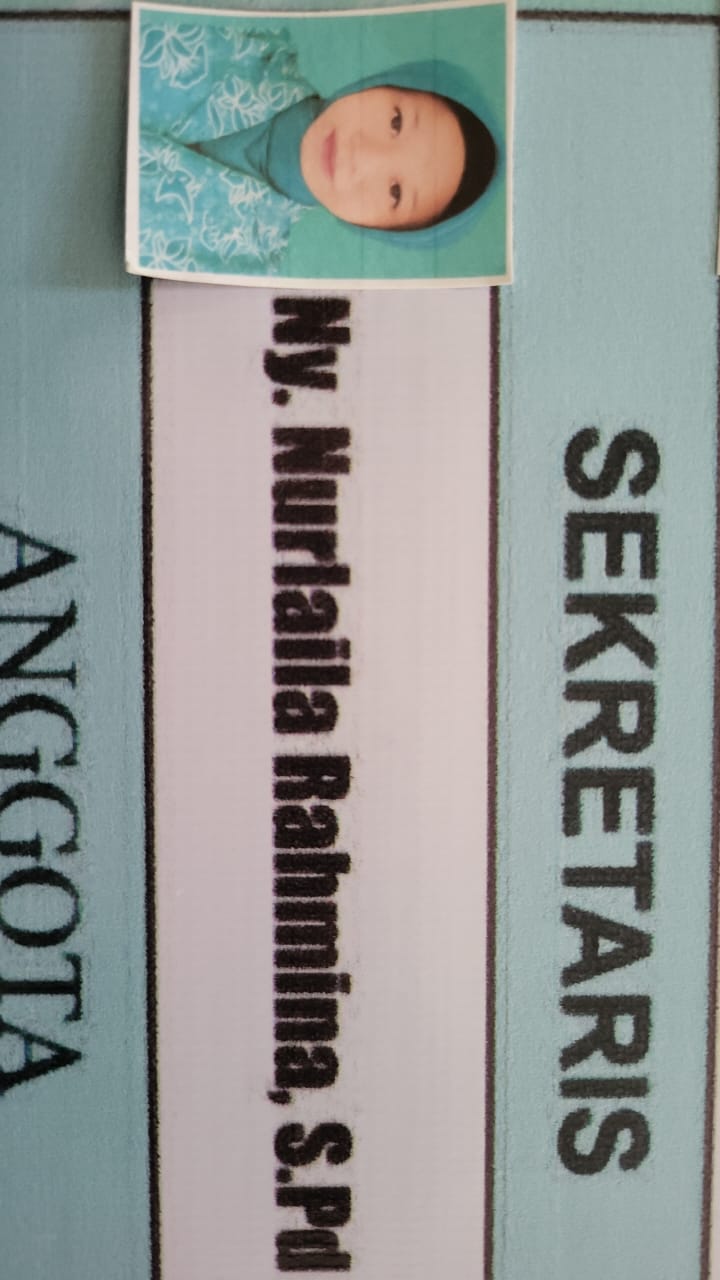 SEKRETARIS
Ny. Nurlaila Rahmina, S.Pd
ANGGOTA